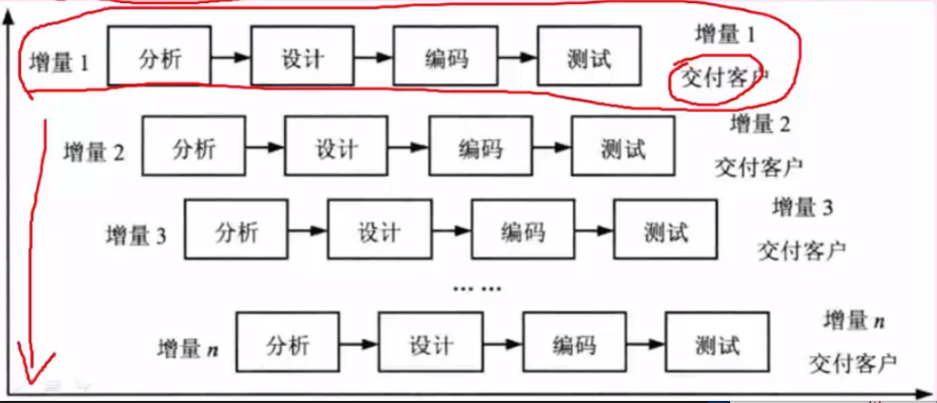 增量 1 分析 设计 编码 测试 增量 1
交付客户
增量 2 分析 设计 编码 测试 增量 2
交付客户
增量 3 分析 设计 编码 测试 增量 3
交付客户
... ...
增量 n 分析 设计 编码 测试 增量 n
交付客户